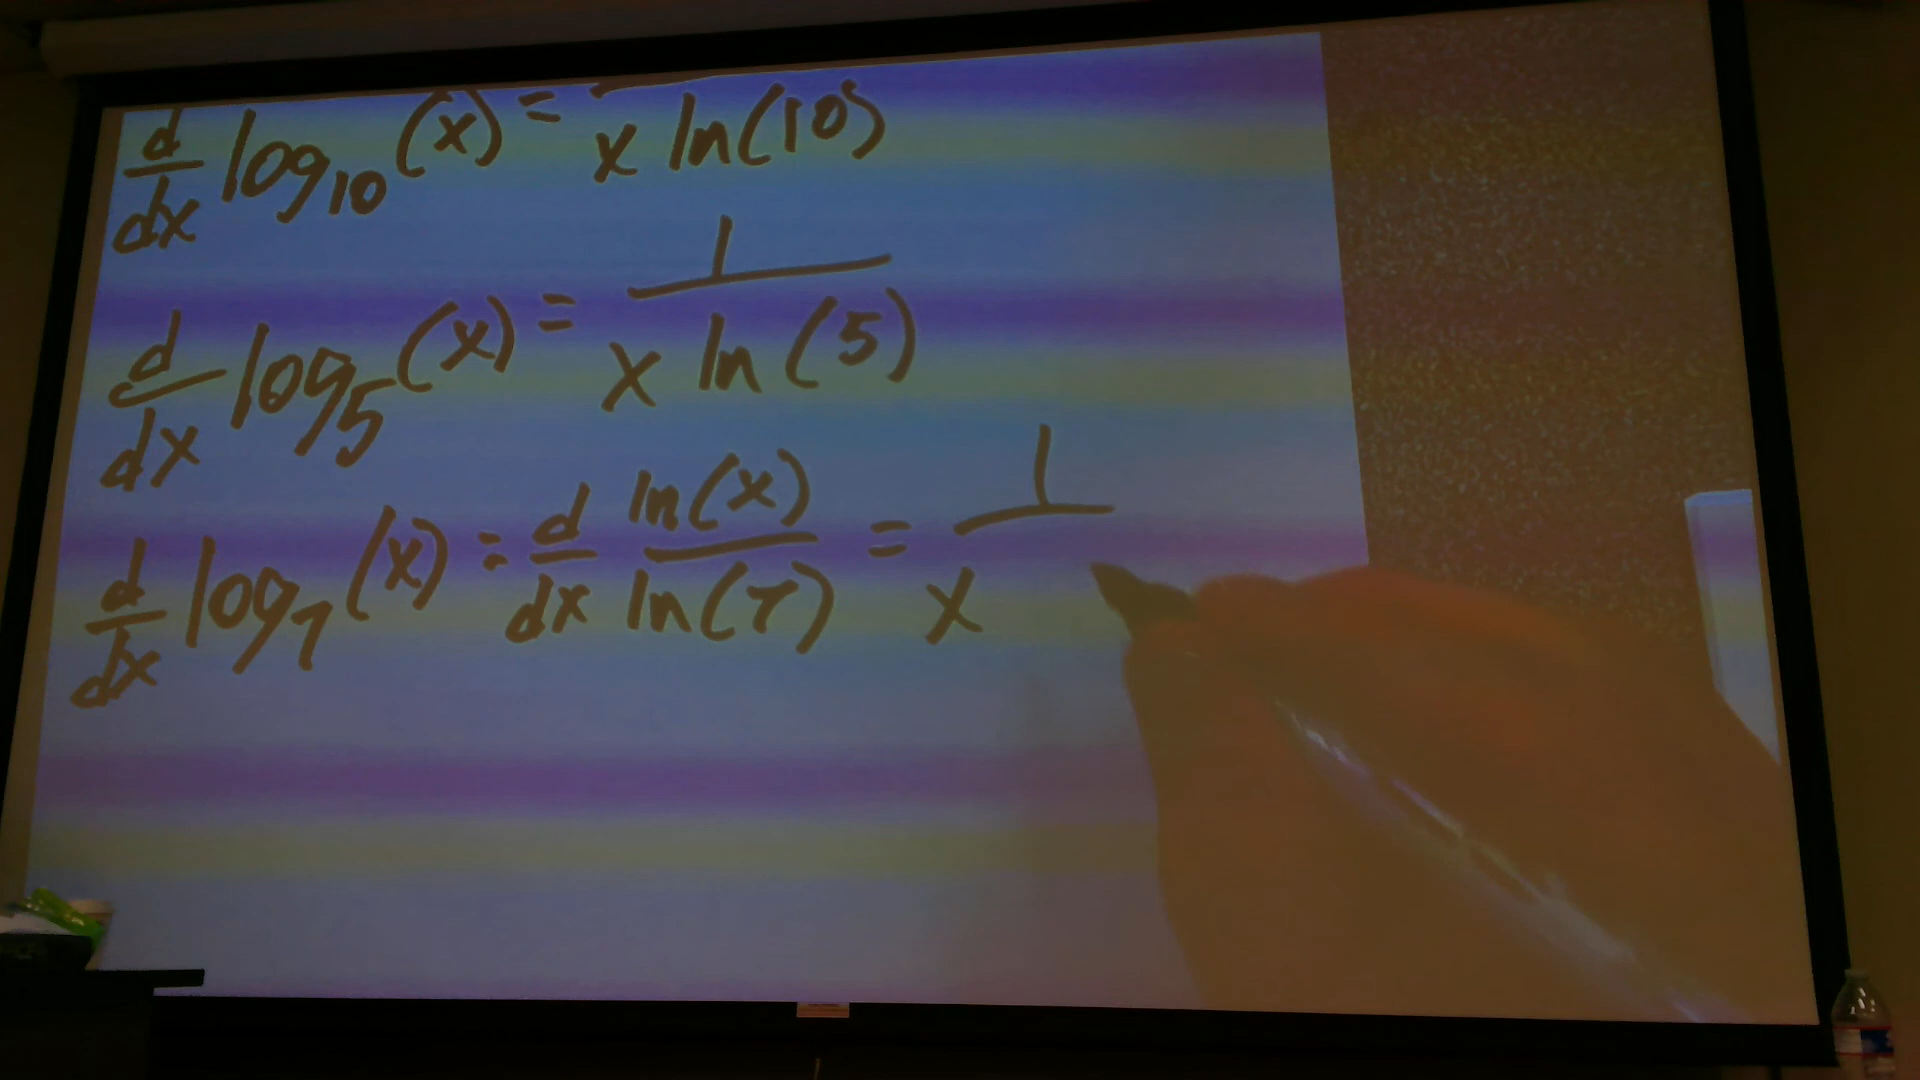 d/dx log₁₀(x) = x ln(10)
d/dx log₅(x) = 1/(x ln(5))
d/dx log₇(x) = d/dx ln(x)/ln(7) = 1/x